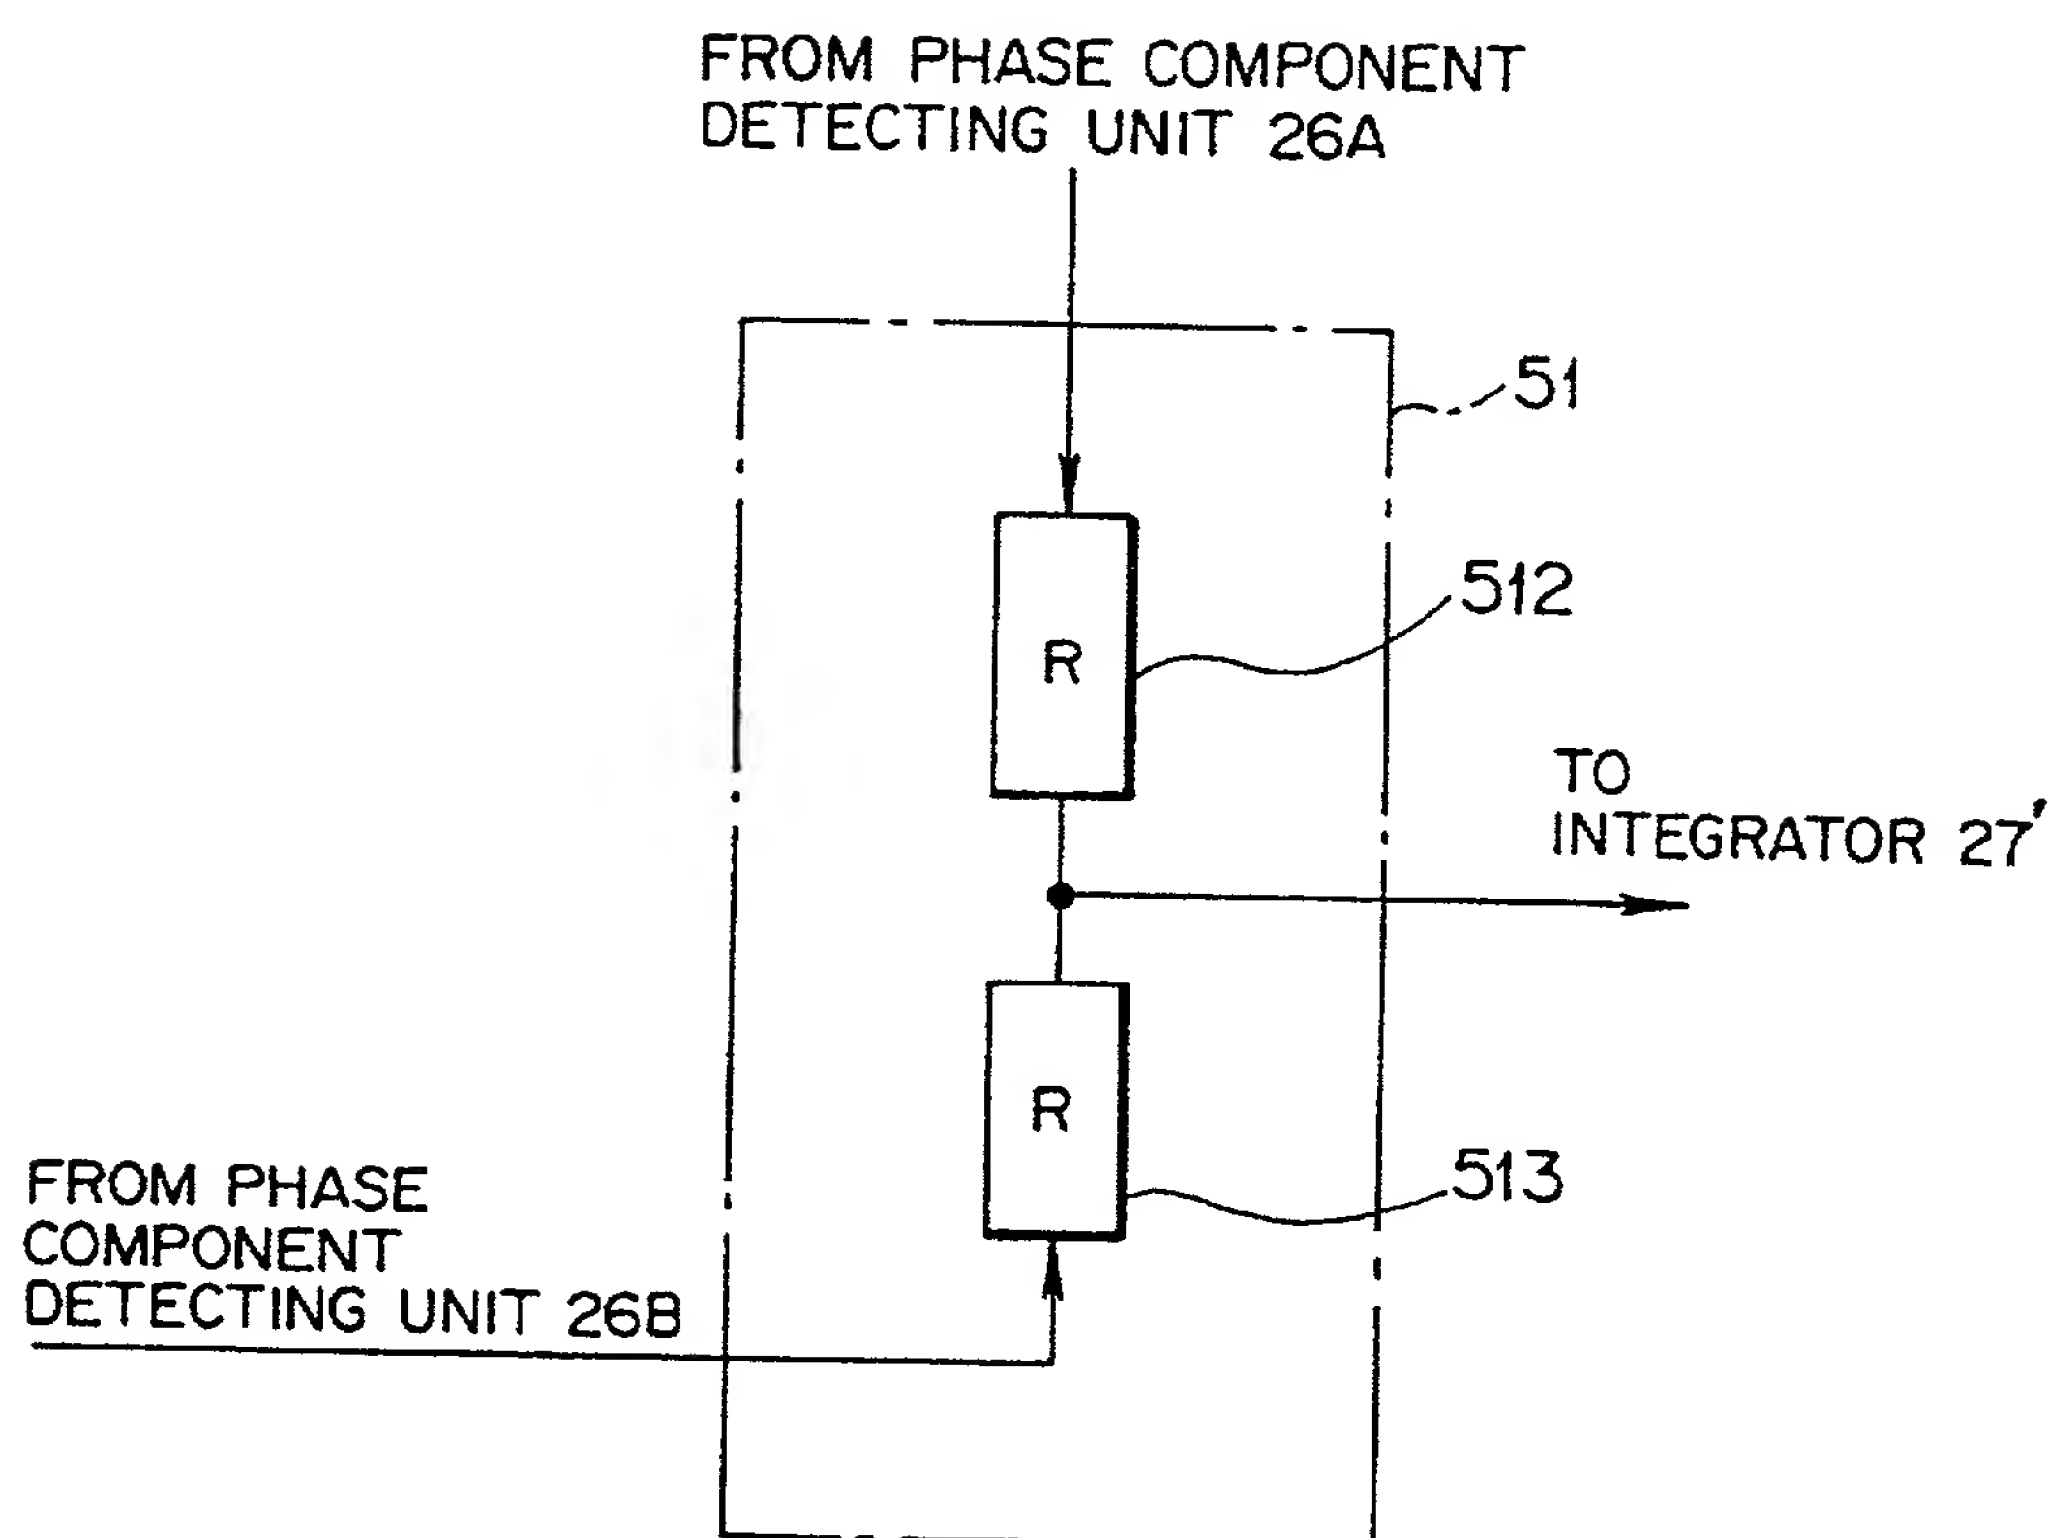 FROM PHASE COMPONENT
DETECTING UNIT 26A
51
512
R
TO
INTEGRATOR 27'
R
513
FROM PHASE
COMPONENT
DETECTING UNIT 26B